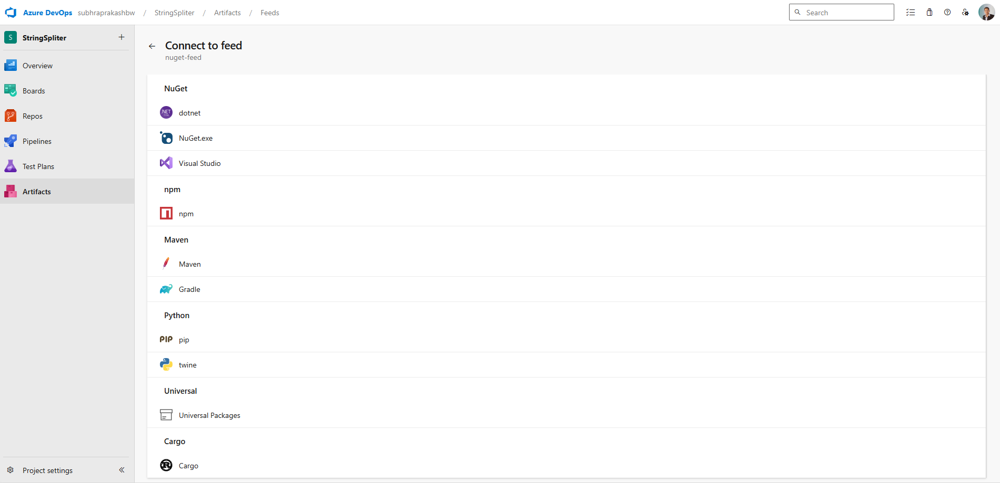 Azure DevOps subhraprakashbw / StringSpliter / Artifacts / Feeds
Search
S StringSpliter +
Overview
Boards
Repos
Pipelines
Test Plans
Artifacts
Project settings
Connect to feed
nuget-feed
NuGet
.NET Core dotnet
NuGet.exe
Visual Studio
npm
npm
Maven
Maven
Gradle
Python
PIP pip
twine
Universal
Universal Packages
Cargo
R Cargo